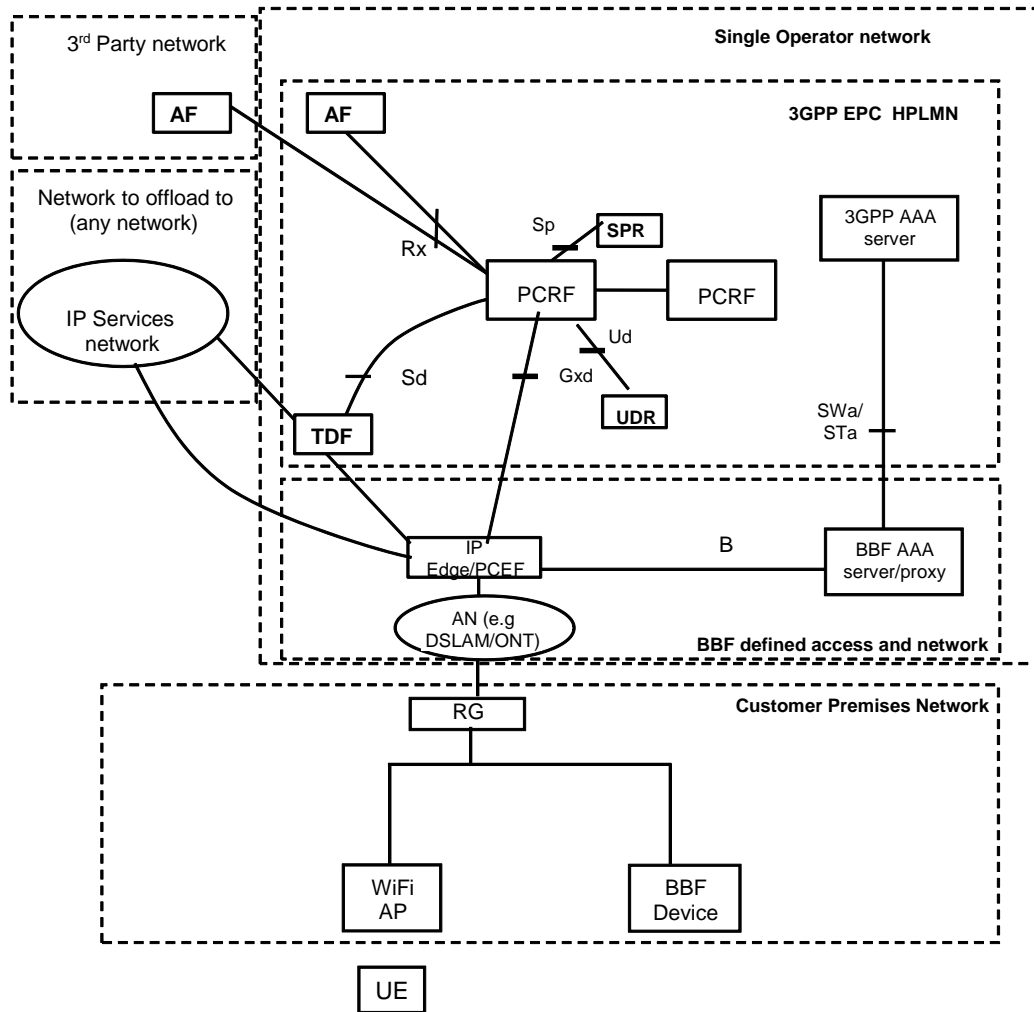 3rd Party network
Single Operator network
AF
AF
3GPP EPC HPLMN
Network to offload to
(any network)
Rx
Sp
SPR
3GPP AAA
server
IP Services
network
PCRF
PCRF
Sd
Ud
Gxd
UDR
TDF
SWa/
STa
IP
Edge/PCEF
B
BBF AAA
server/proxy
AN (e.g
DSLAM/ONT)
BBF defined access and network
RG
Customer Premises Network
WiFi
AP
BBF
Device
UE